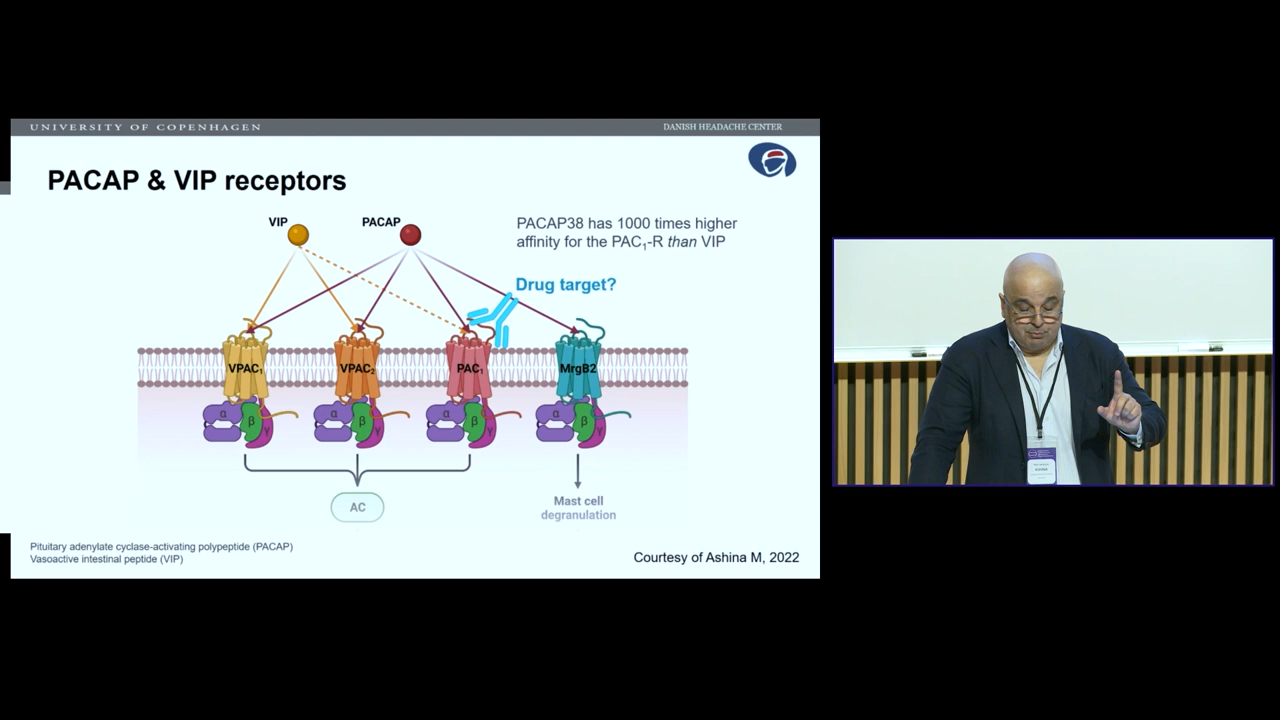 UNIVERSITY OF COPENHAGEN
DANISH HEADACHE CENTER
PACAP & VIP receptors
VIP
PACAP
PACAP38 has 1000 times higher
affinity for the PAC₁-R than VIP
Drug target?
VPAC₁
VPAC₂
PAC₁
MrgB2
α
β
γ
α
β
γ
α
β
γ
α
β
γ
AC
Mast cell
degranulation
Pituitary adenylate cyclase-activating polypeptide (PACAP)
Vasoactive intestinal peptide (VIP)
Courtesy of Ashina M, 2022